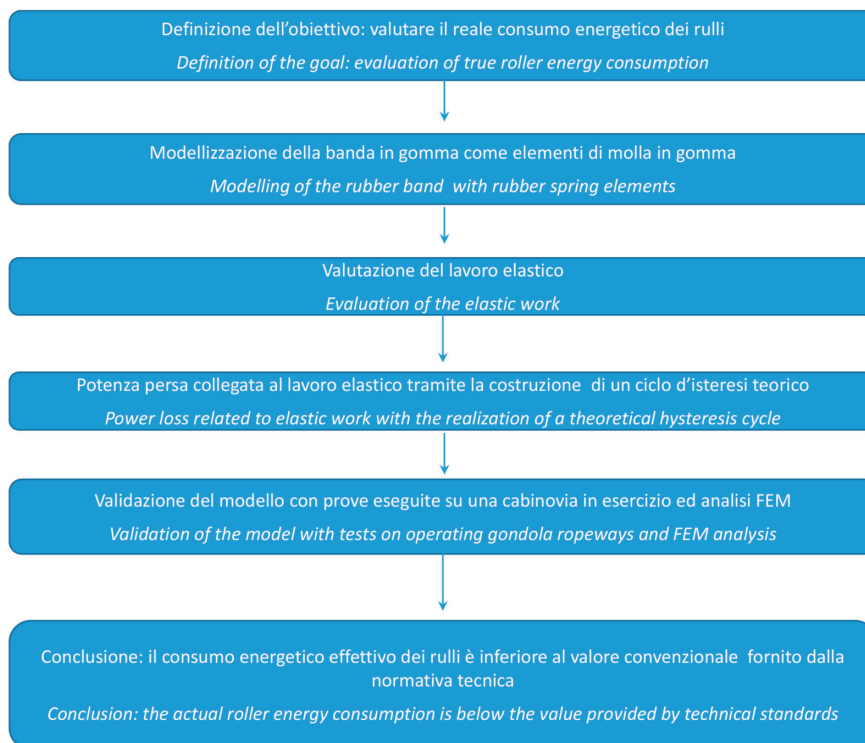 Definizione dell’obiettivo: valutare il reale consumo energetico dei rulli
Definition of the goal: evaluation of true roller energy consumption
Modellizzazione della banda in gomma come elementi di molla in gomma
Modelling of the rubber band with rubber spring elements
Valutazione del lavoro elastico
Evaluation of the elastic work
Potenza persa collegata al lavoro elastico tramite la costruzione di un ciclo d’isteresi teorico
Power loss related to elastic work with the realization of a theoretical hysteresis cycle
Validazione del modello con prove eseguite su una cabinovia in esercizio ed analisi FEM
Validation of the model with tests on operating gondola ropeways and FEM analysis
Conclusione: il consumo energetico effettivo dei rulli è inferiore al valore convenzionale fornito dalla
normativa tecnica
Conclusion: the actual roller energy consumption is below the value provided by technical standards